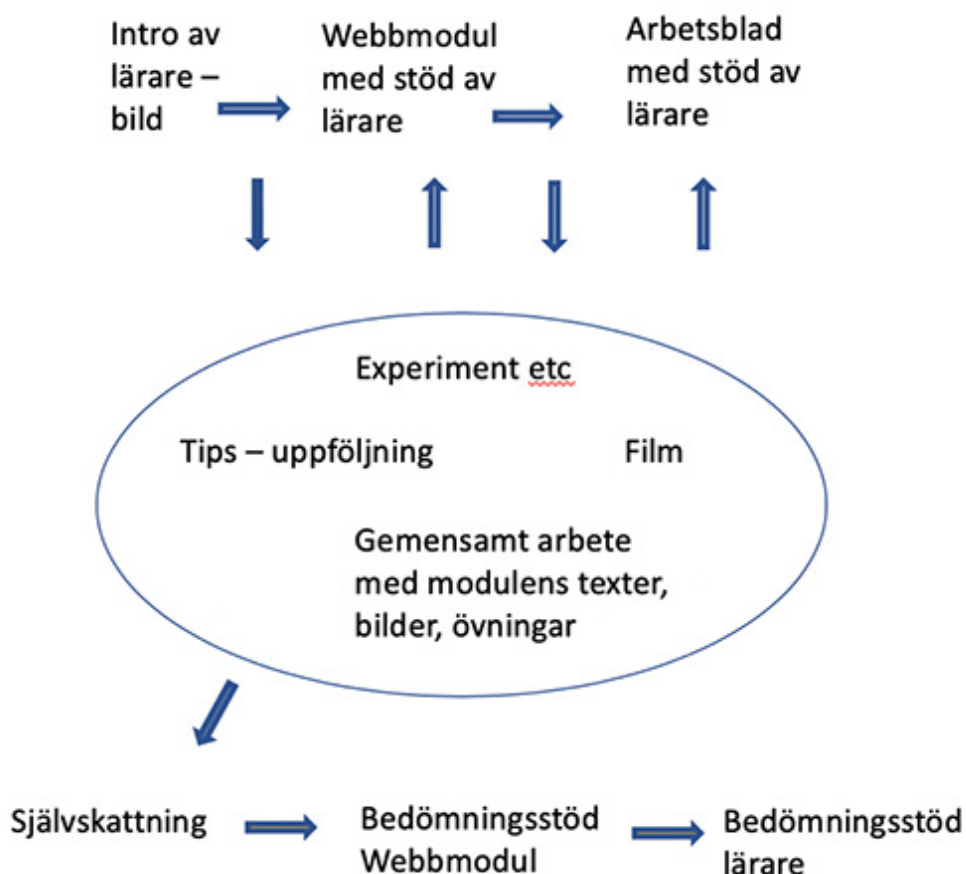 Intro av
lärare –
bild
Webbmodul
med stöd av
lärare
Arbetsblad
med stöd av
lärare
Experiment etc
Tips – uppföljning
Film
Gemensamt arbete
med modulens texter,
bilder, övningar
Självskattning
Bedömningsstöd
Webbmodul
Bedömningsstöd
lärare